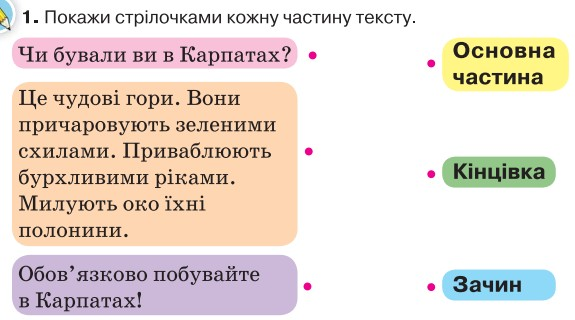 1. Покажи стрілочками кожну частину тексту.
Чи бували ви в Карпатах?
Основна
частина
Це чудові гори. Вони
причаровують зеленими
схилами. Приваблюють
бурхливими ріками.
Милують око їхні
полонини.
Кінцівка
Обов’язково побувайте
в Карпатах!
Зачин